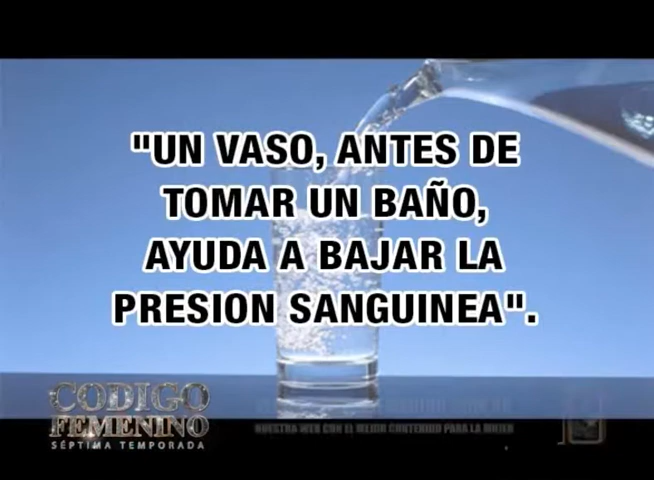 "UN VASO, ANTES DE
TOMAR UN BAÑO,
AYUDA A BAJAR LA
PRESION SANGUINEA".
CODIGO
FEMENINO
SÉPTIMA TEMPORADA
NUESTRA WEB CON EL MEJOR CONTENIDO PARA LA MUJER